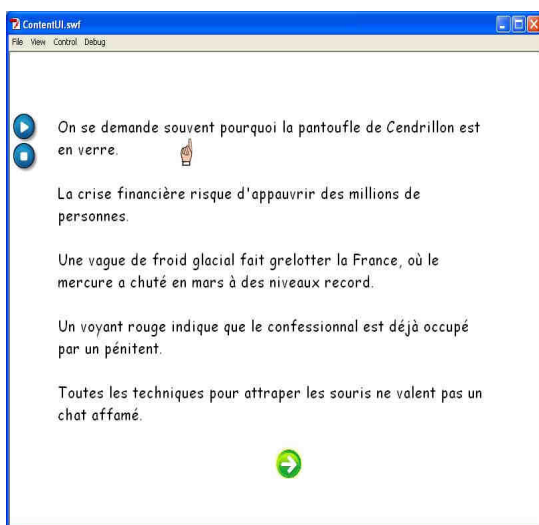 ContentUI.swf
File View Control Debug
On se demande souvent pourquoi la pantoufle de Cendrillon est
en verre.
La crise financière risque d'appauvrir des millions de
personnes.
Une vague de froid glacial fait grelotter la France, où le
mercure a chuté en mars à des niveaux record.
Un voyant rouge indique que le confessionnal est déjà occupé
par un pénitent.
Toutes les techniques pour attraper les souris ne valent pas un
chat affamé.